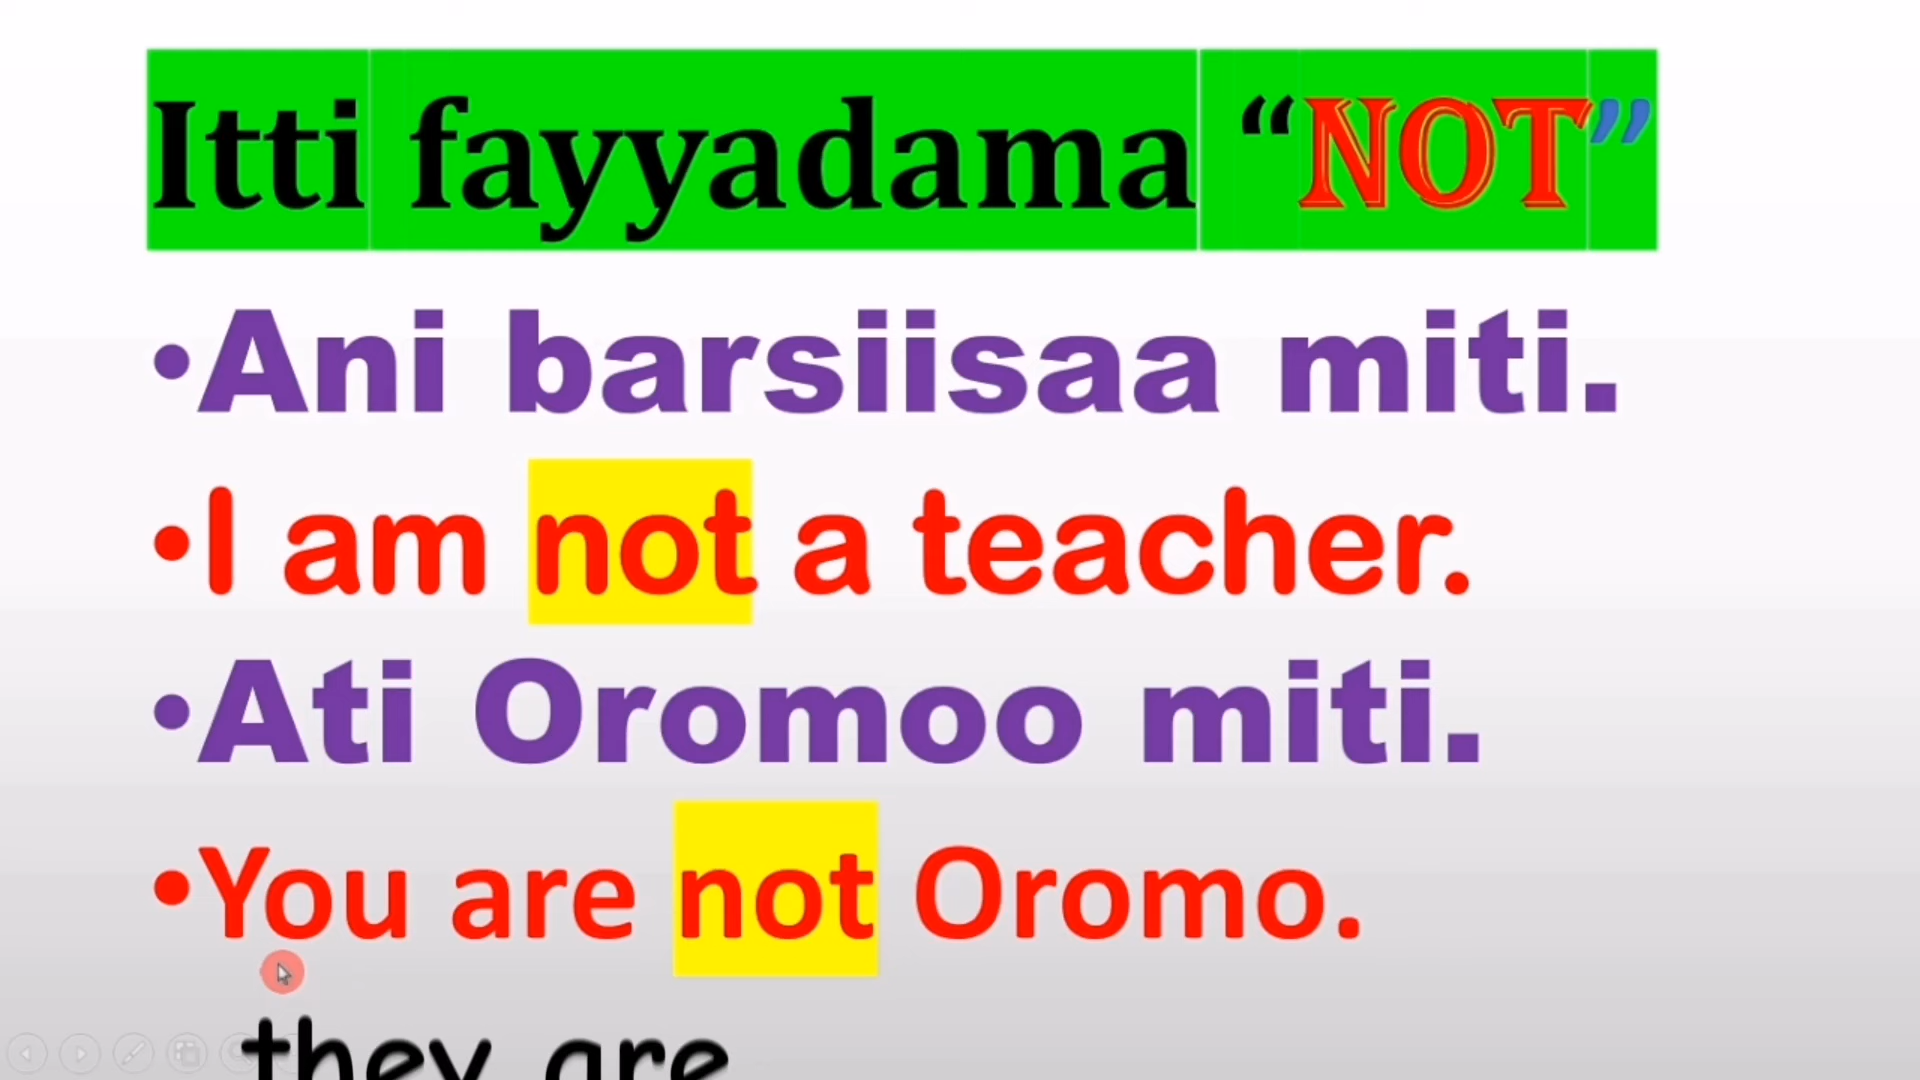 Itti fayyadama “NOT”
•Ani barsiisaa miti.
•I am not a teacher.
•Ati Oromoo miti.
•You are not Oromo.
they are